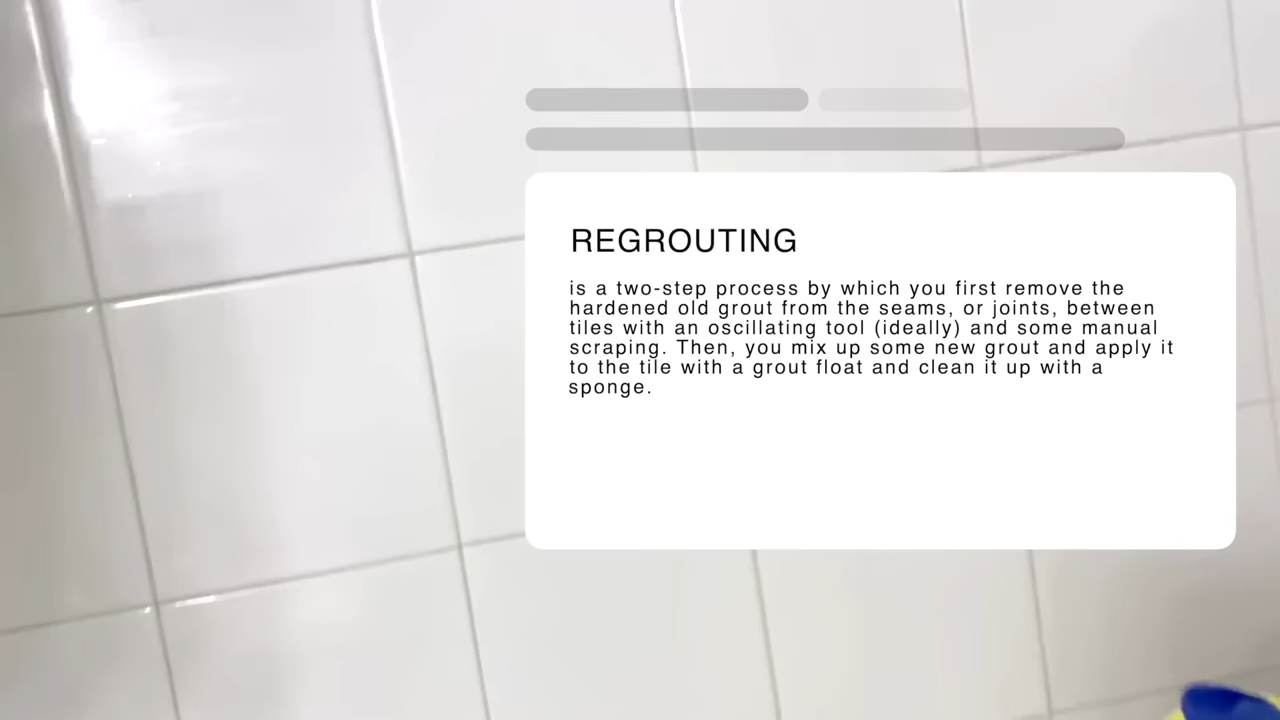 REGROUTING
is a two-step process by which you first remove the
hardened old grout from the seams, or joints, between
tiles with an oscillating tool (ideally) and some manual
scraping. Then, you mix up some new grout and apply it
to the tile with a grout float and clean it up with a
sponge.